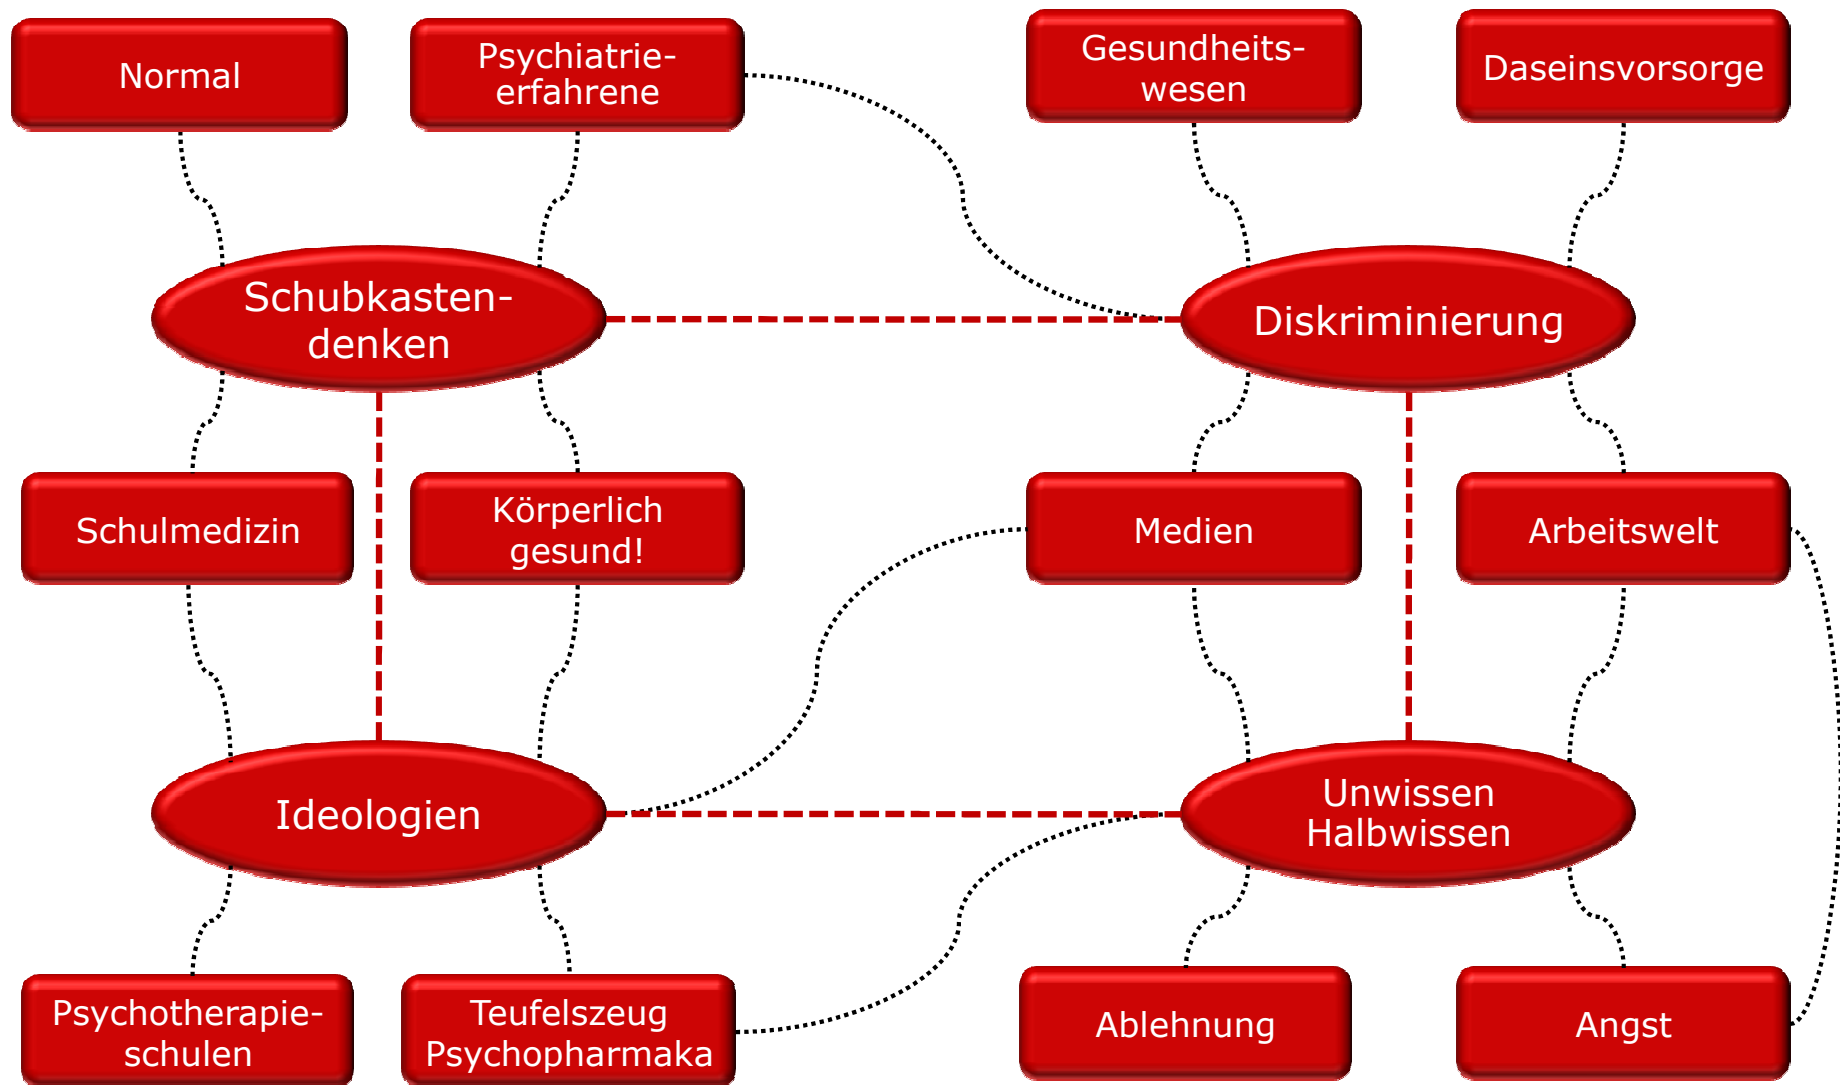 Normal
Psychiatrie-
erfahrene
Gesundheits-
wesen
Daseinsvorsorge
Schubkasten-
denken
Diskriminierung
Schulmedizin
Körperlich
gesund!
Medien
Arbeitswelt
Ideologien
Unwissen
Halbwissen
Psychotherapie-
schulen
Teufelszeug
Psychopharmaka
Ablehnung
Angst